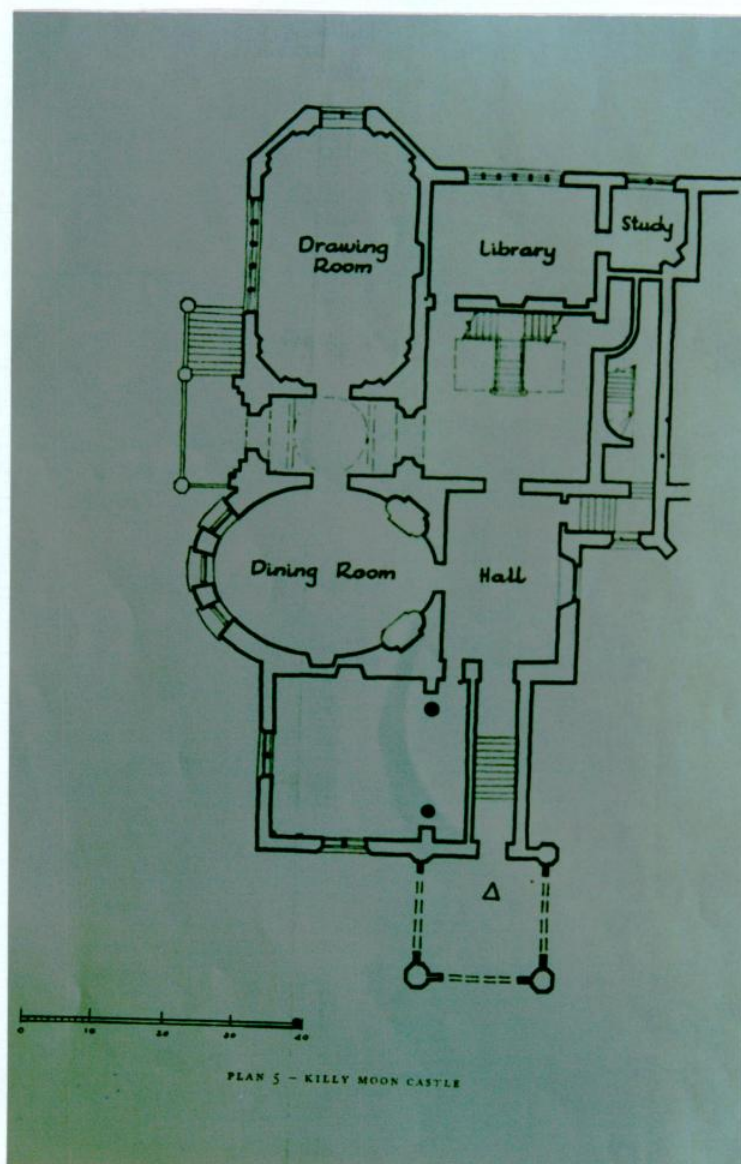 Drawing
Room
Library
Study
Dining Room
Hall
0 10 20 30 40
PLAN 5 – KILLY MOON CASTLE